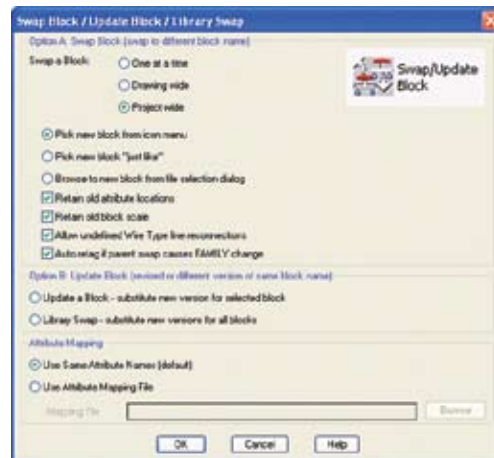 Swap Block / Update Block / Library Swap
Option A: Swap Block (swap to different block name)
Swap a Block:
One at a time
Drawing wide
Project wide
Swap/Update
Block
Pick new block from icon menu
Pick new block "just like"
Browse to new block from file selection dialog
Retain old attribute locations
Retain old block scale
Allow undefined Wire Type line reconnections
Auto retag if parent swap causes FAMILY change
Option B: Update Block (revised or different version of same block name)
Update a Block - substitute new version for selected block
Library Swap - substitute new versions for all blocks
Attribute Mapping
Use Same Attribute Names (default)
Use Attribute Mapping File
Mapping File
Browse
OK
Cancel
Help